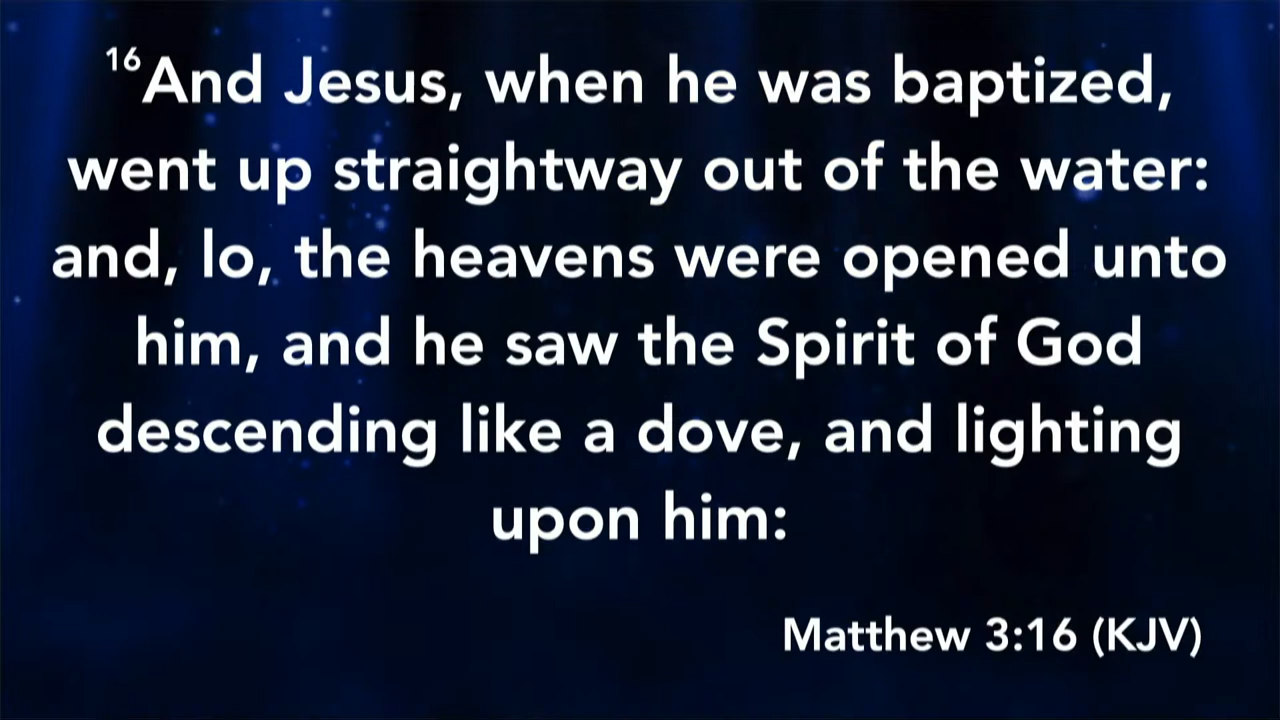 16And Jesus, when he was baptized,
went up straightway out of the water:
and, lo, the heavens were opened unto
him, and he saw the Spirit of God
descending like a dove, and lighting
upon him:
Matthew 3:16 (KJV)